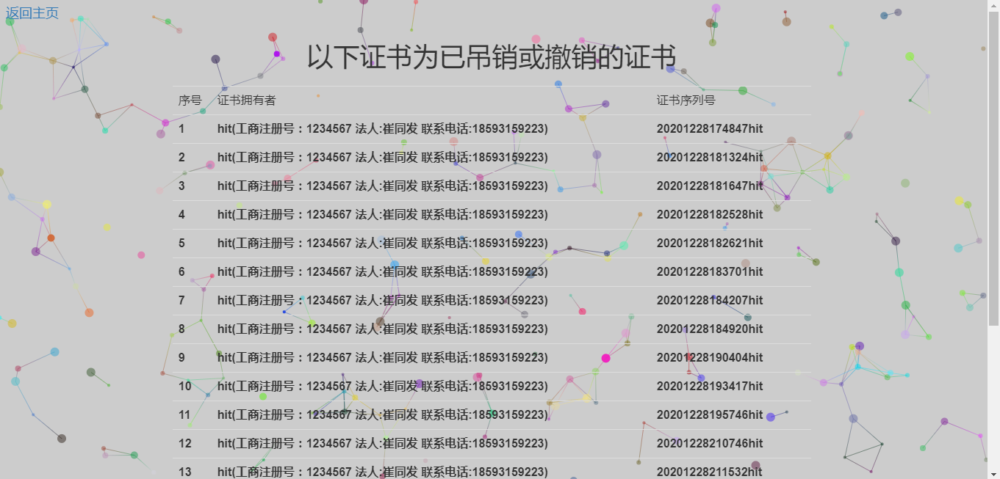 返回主页
以下证书为已吊销或撤销的证书
序号 证书拥有者 证书序列号
1 hit(工商注册号：1234567 法人:崔同发 联系电话:18593159223) 20201228174847hit
2 hit(工商注册号：1234567 法人:崔同发 联系电话:18593159223) 20201228181324hit
3 hit(工商注册号：1234567 法人:崔同发 联系电话:18593159223) 20201228181647hit
4 hit(工商注册号：1234567 法人:崔同发 联系电话:18593159223) 20201228182528hit
5 hit(工商注册号：1234567 法人:崔同发 联系电话:18593159223) 20201228182621hit
6 hit(工商注册号：1234567 法人:崔同发 联系电话:18593159223) 20201228183701hit
7 hit(工商注册号：1234567 法人:崔同发 联系电话:18593159223) 20201228184207hit
8 hit(工商注册号：1234567 法人:崔同发 联系电话:18593159223) 20201228184920hit
9 hit(工商注册号：1234567 法人:崔同发 联系电话:18593159223) 20201228190404hit
10 hit(工商注册号：1234567 法人:崔同发 联系电话:18593159223) 20201228193417hit
11 hit(工商注册号：1234567 法人:崔同发 联系电话:18593159223) 20201228195746hit
12 hit(工商注册号：1234567 法人:崔同发 联系电话:18593159223) 20201228210746hit
13 hit(工商注册号：1234567 法人:崔同发 联系电话:18593159223) 20201228211532hit